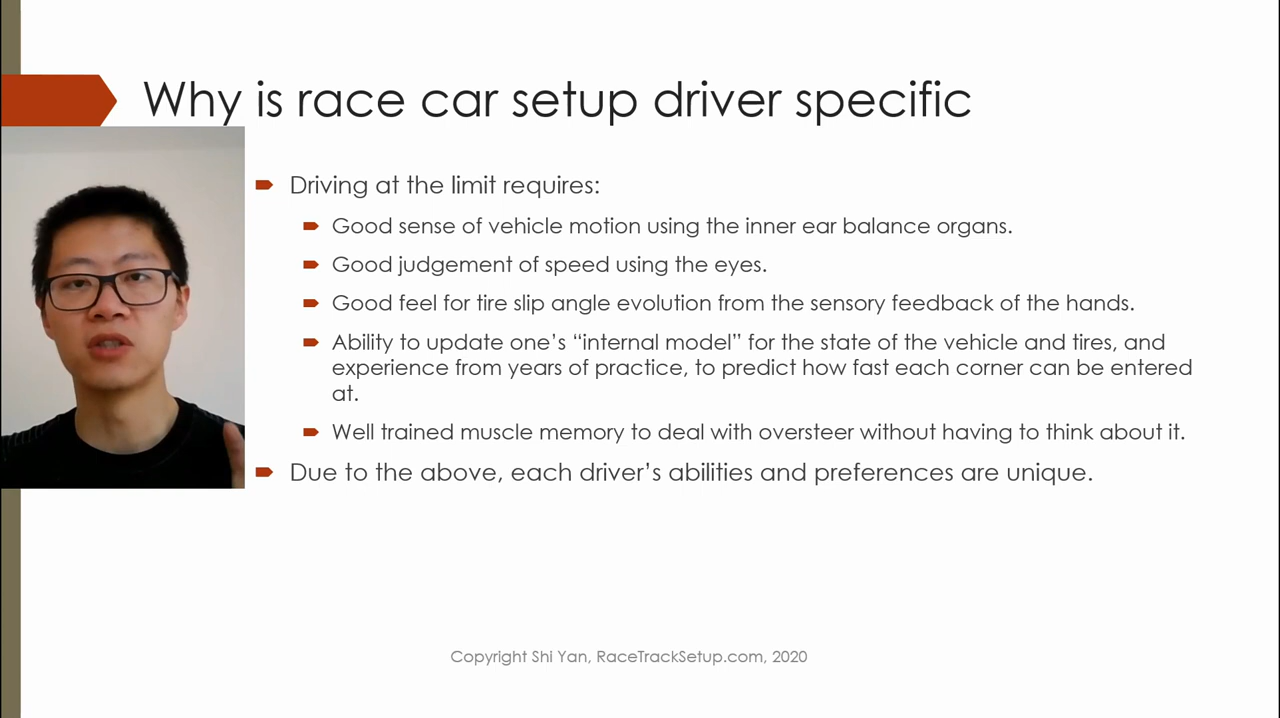 Why is race car setup driver specific
Driving at the limit requires:
Good sense of vehicle motion using the inner ear balance organs.
Good judgement of speed using the eyes.
Good feel for tire slip angle evolution from the sensory feedback of the hands.
Ability to update one’s “internal model” for the state of the vehicle and tires, and
experience from years of practice, to predict how fast each corner can be entered
at.
Well trained muscle memory to deal with oversteer without having to think about it.
Due to the above, each driver’s abilities and preferences are unique.
Copyright Shi Yan, RaceTrackSetup.com, 2020